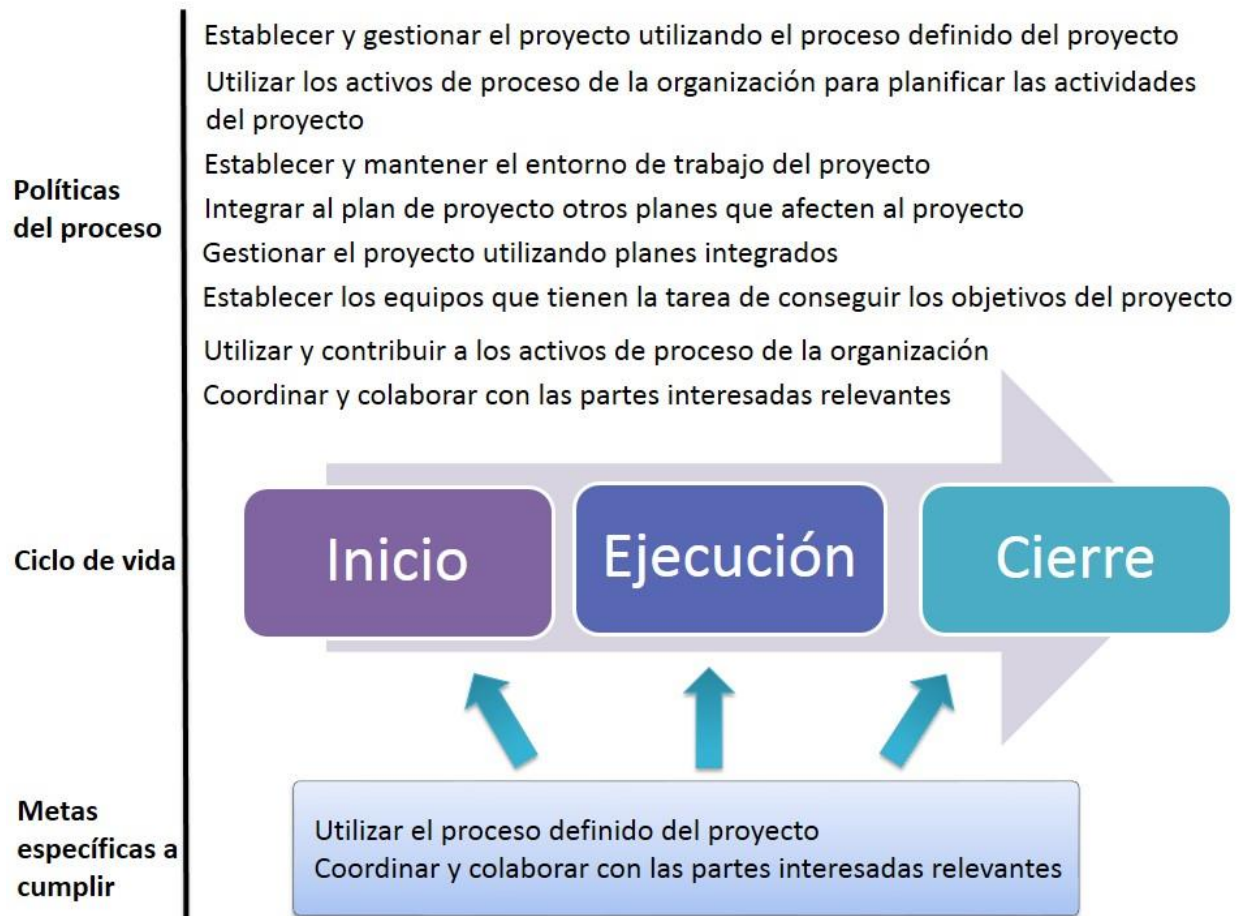 Establecer y gestionar el proyecto utilizando el proceso definido del proyecto
Utilizar los activos de proceso de la organización para planificar las actividades
del proyecto
Establecer y mantener el entorno de trabajo del proyecto
Políticas
del proceso
Integrar al plan de proyecto otros planes que afecten al proyecto
Gestionar el proyecto utilizando planes integrados
Establecer los equipos que tienen la tarea de conseguir los objetivos del proyecto
Utilizar y contribuir a los activos de proceso de la organización
Coordinar y colaborar con las partes interesadas relevantes
Ciclo de vida
Inicio
Ejecución
Cierre
Metas
específicas a
cumplir
Utilizar el proceso definido del proyecto
Coordinar y colaborar con las partes interesadas relevantes